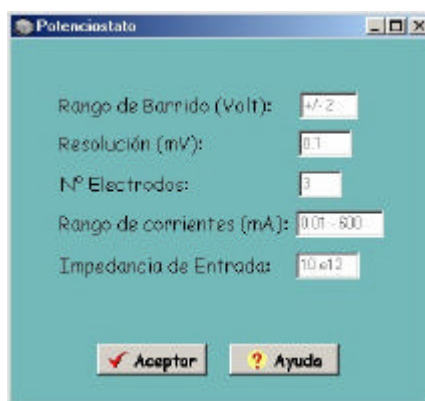 Potenciostato
Rango de Barrido (Volt): +/- 2
Resolución (mV): 0.1
Nº Electrodos: 3
Rango de corrientes (mA): 0.01 - 600
Impedancia de Entrada: 10 e12
Aceptar
Ayuda